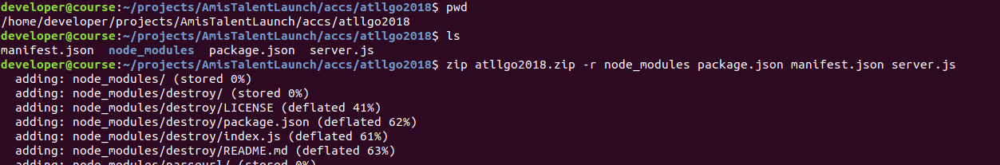 developer@course:~/projects/AmisTalentLaunch/accs/atllgo2018$ pwd
/home/developer/projects/AmisTalentLaunch/accs/atllgo2018
developer@course:~/projects/AmisTalentLaunch/accs/atllgo2018$ ls
manifest.json  node_modules  package.json  server.js
developer@course:~/projects/AmisTalentLaunch/accs/atllgo2018$ zip atllgo2018.zip -r node_modules package.json manifest.json server.js
  adding: node_modules/ (stored 0%)
  adding: node_modules/destroy/ (stored 0%)
  adding: node_modules/destroy/LICENSE (deflated 41%)
  adding: node_modules/destroy/package.json (deflated 62%)
  adding: node_modules/destroy/index.js (deflated 61%)
  adding: node_modules/destroy/README.md (deflated 63%)
  adding: node_modules/parseurl/ (stored 0%)